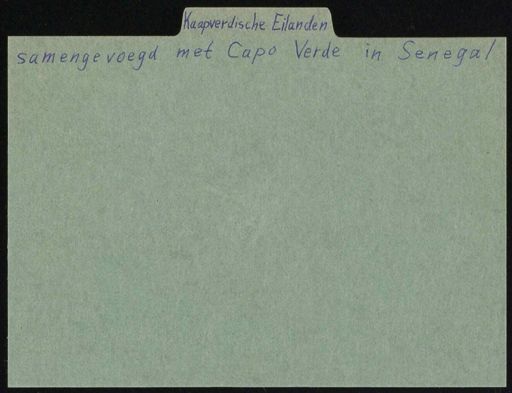 Kaapverdische Eilanden
samengevoegd met Capo Verde in Senegal